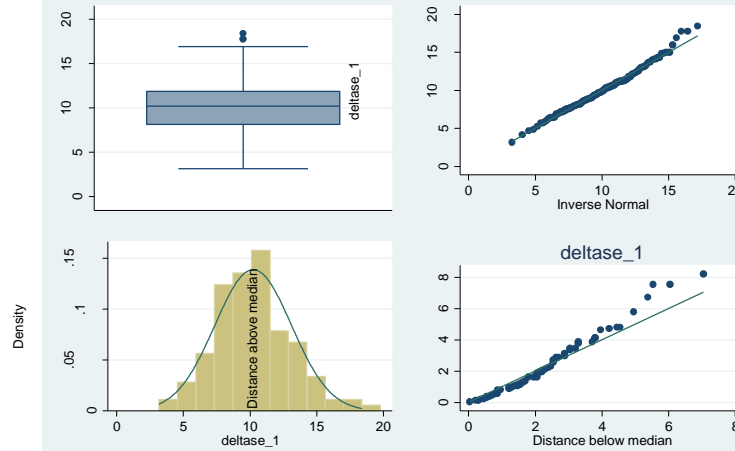 20
15
10
5
0
deltase_1
20
15
10
5
0
0 5 10 15 20
Inverse Normal
Density
.15
.1
.05
0
Distance above median
0 5 10 15 20
deltase_1
deltase_1
8
6
4
2
0
0 2 4 6 8
Distance below median